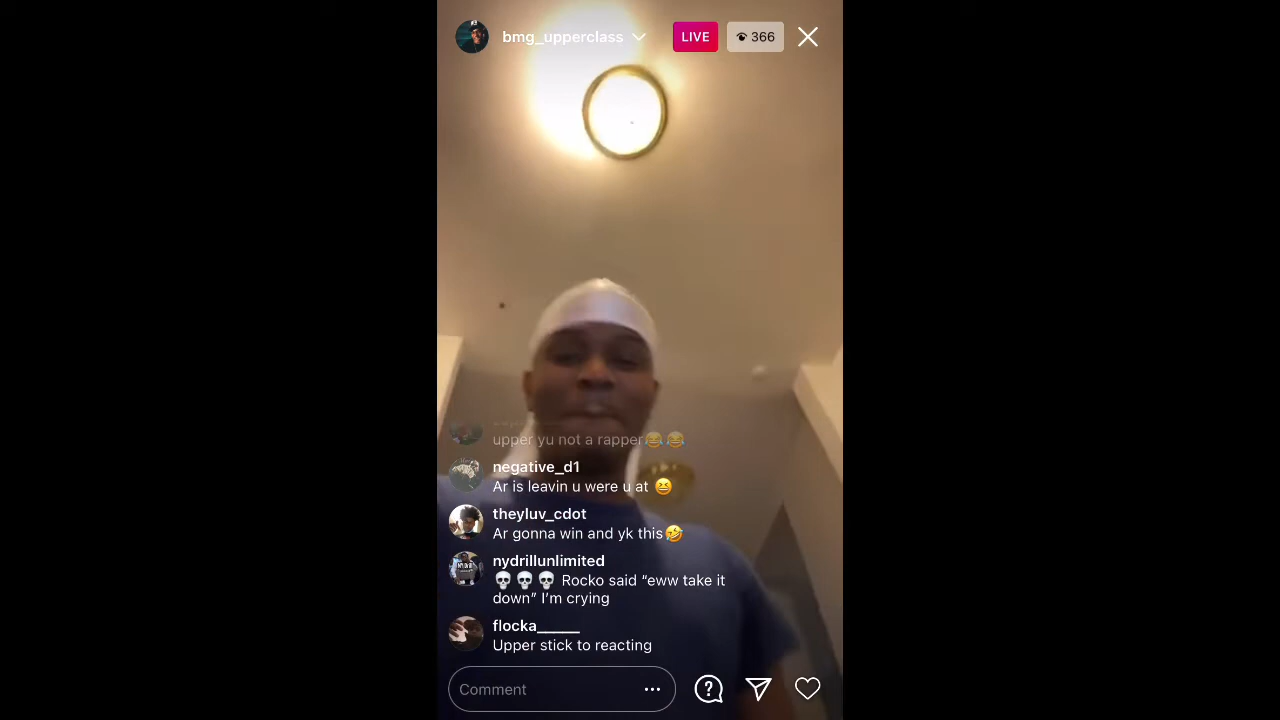 bmg_upperclass
LIVE
366
upper yu not a rapper😂😂
negative_d1
Ar is leavin u were u at 😆
theyluv_cdot
Ar gonna win and yk this🤣
nydrillunlimited
💀💀💀 Rocko said “eww take it
down” I’m crying
flocka_____
Upper stick to reacting
Comment